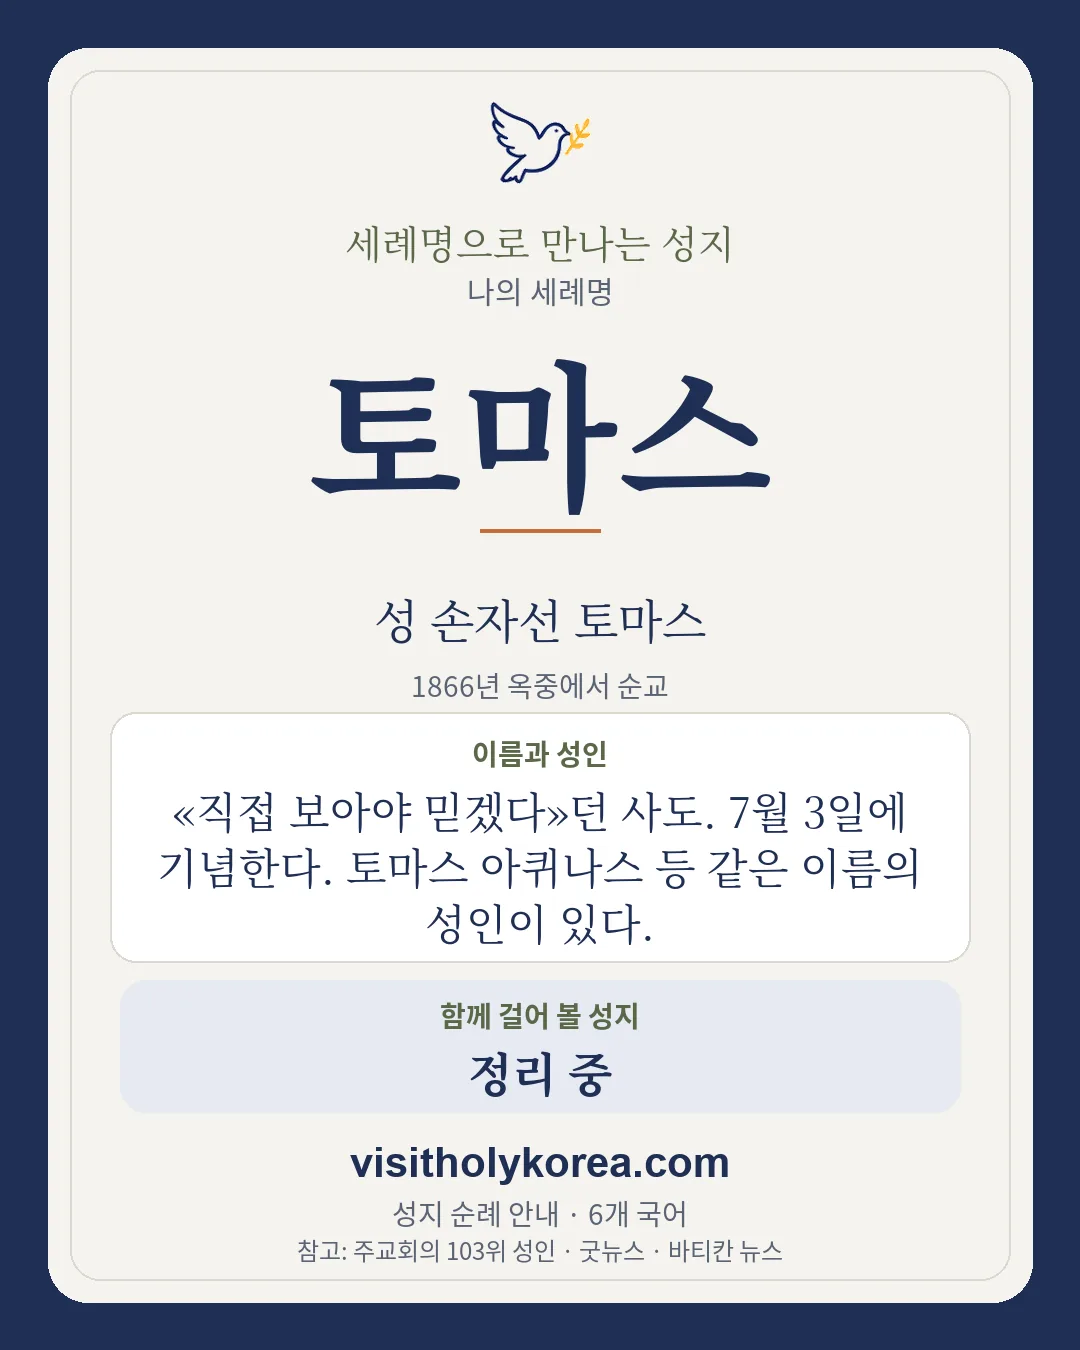 세례명으로 만나는 성지
나의 세례명
토마스
성 손자선 토마스
1866년 옥중에서 순교
이름과 성인
«직접 보아야 믿겠다»던 사도. 7월 3일에
기념한다. 토마스 아퀴나스 등 같은 이름의
성인이 있다.
함께 걸어 볼 성지
정리 중
visitholykorea.com
성지 순례 안내 · 6개 국어
참고: 주교회의 103위 성인 · 굿뉴스 · 바티칸 뉴스